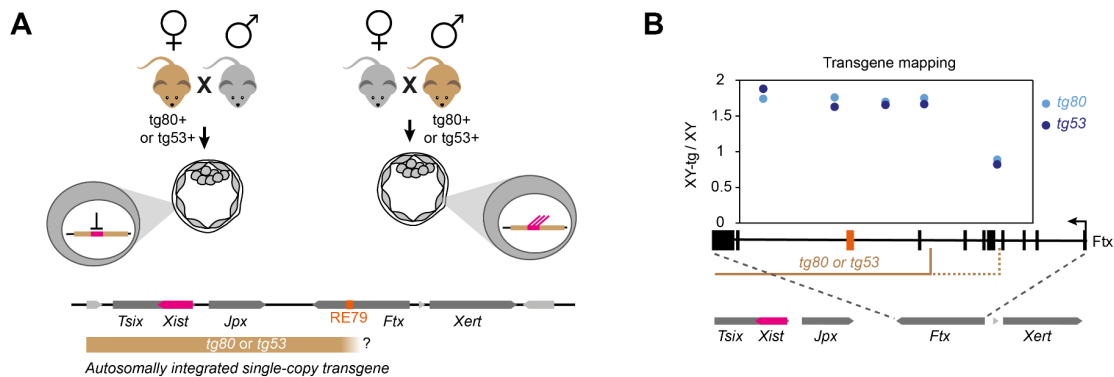 A
♀ ♂ ♀ ♂
X X
tg80+
or tg53+
tg80+
or tg53+
Tsix Xist Jpx RE79 Ftx Xert
tg80 or tg53 ?
Autosomally integrated single-copy transgene
B
Transgene mapping
2
1.5
1
0.5
0
XY-tg / XY
tg80
tg53
Ftx
tg80 or tg53
Tsix Xist Jpx Ftx Xert